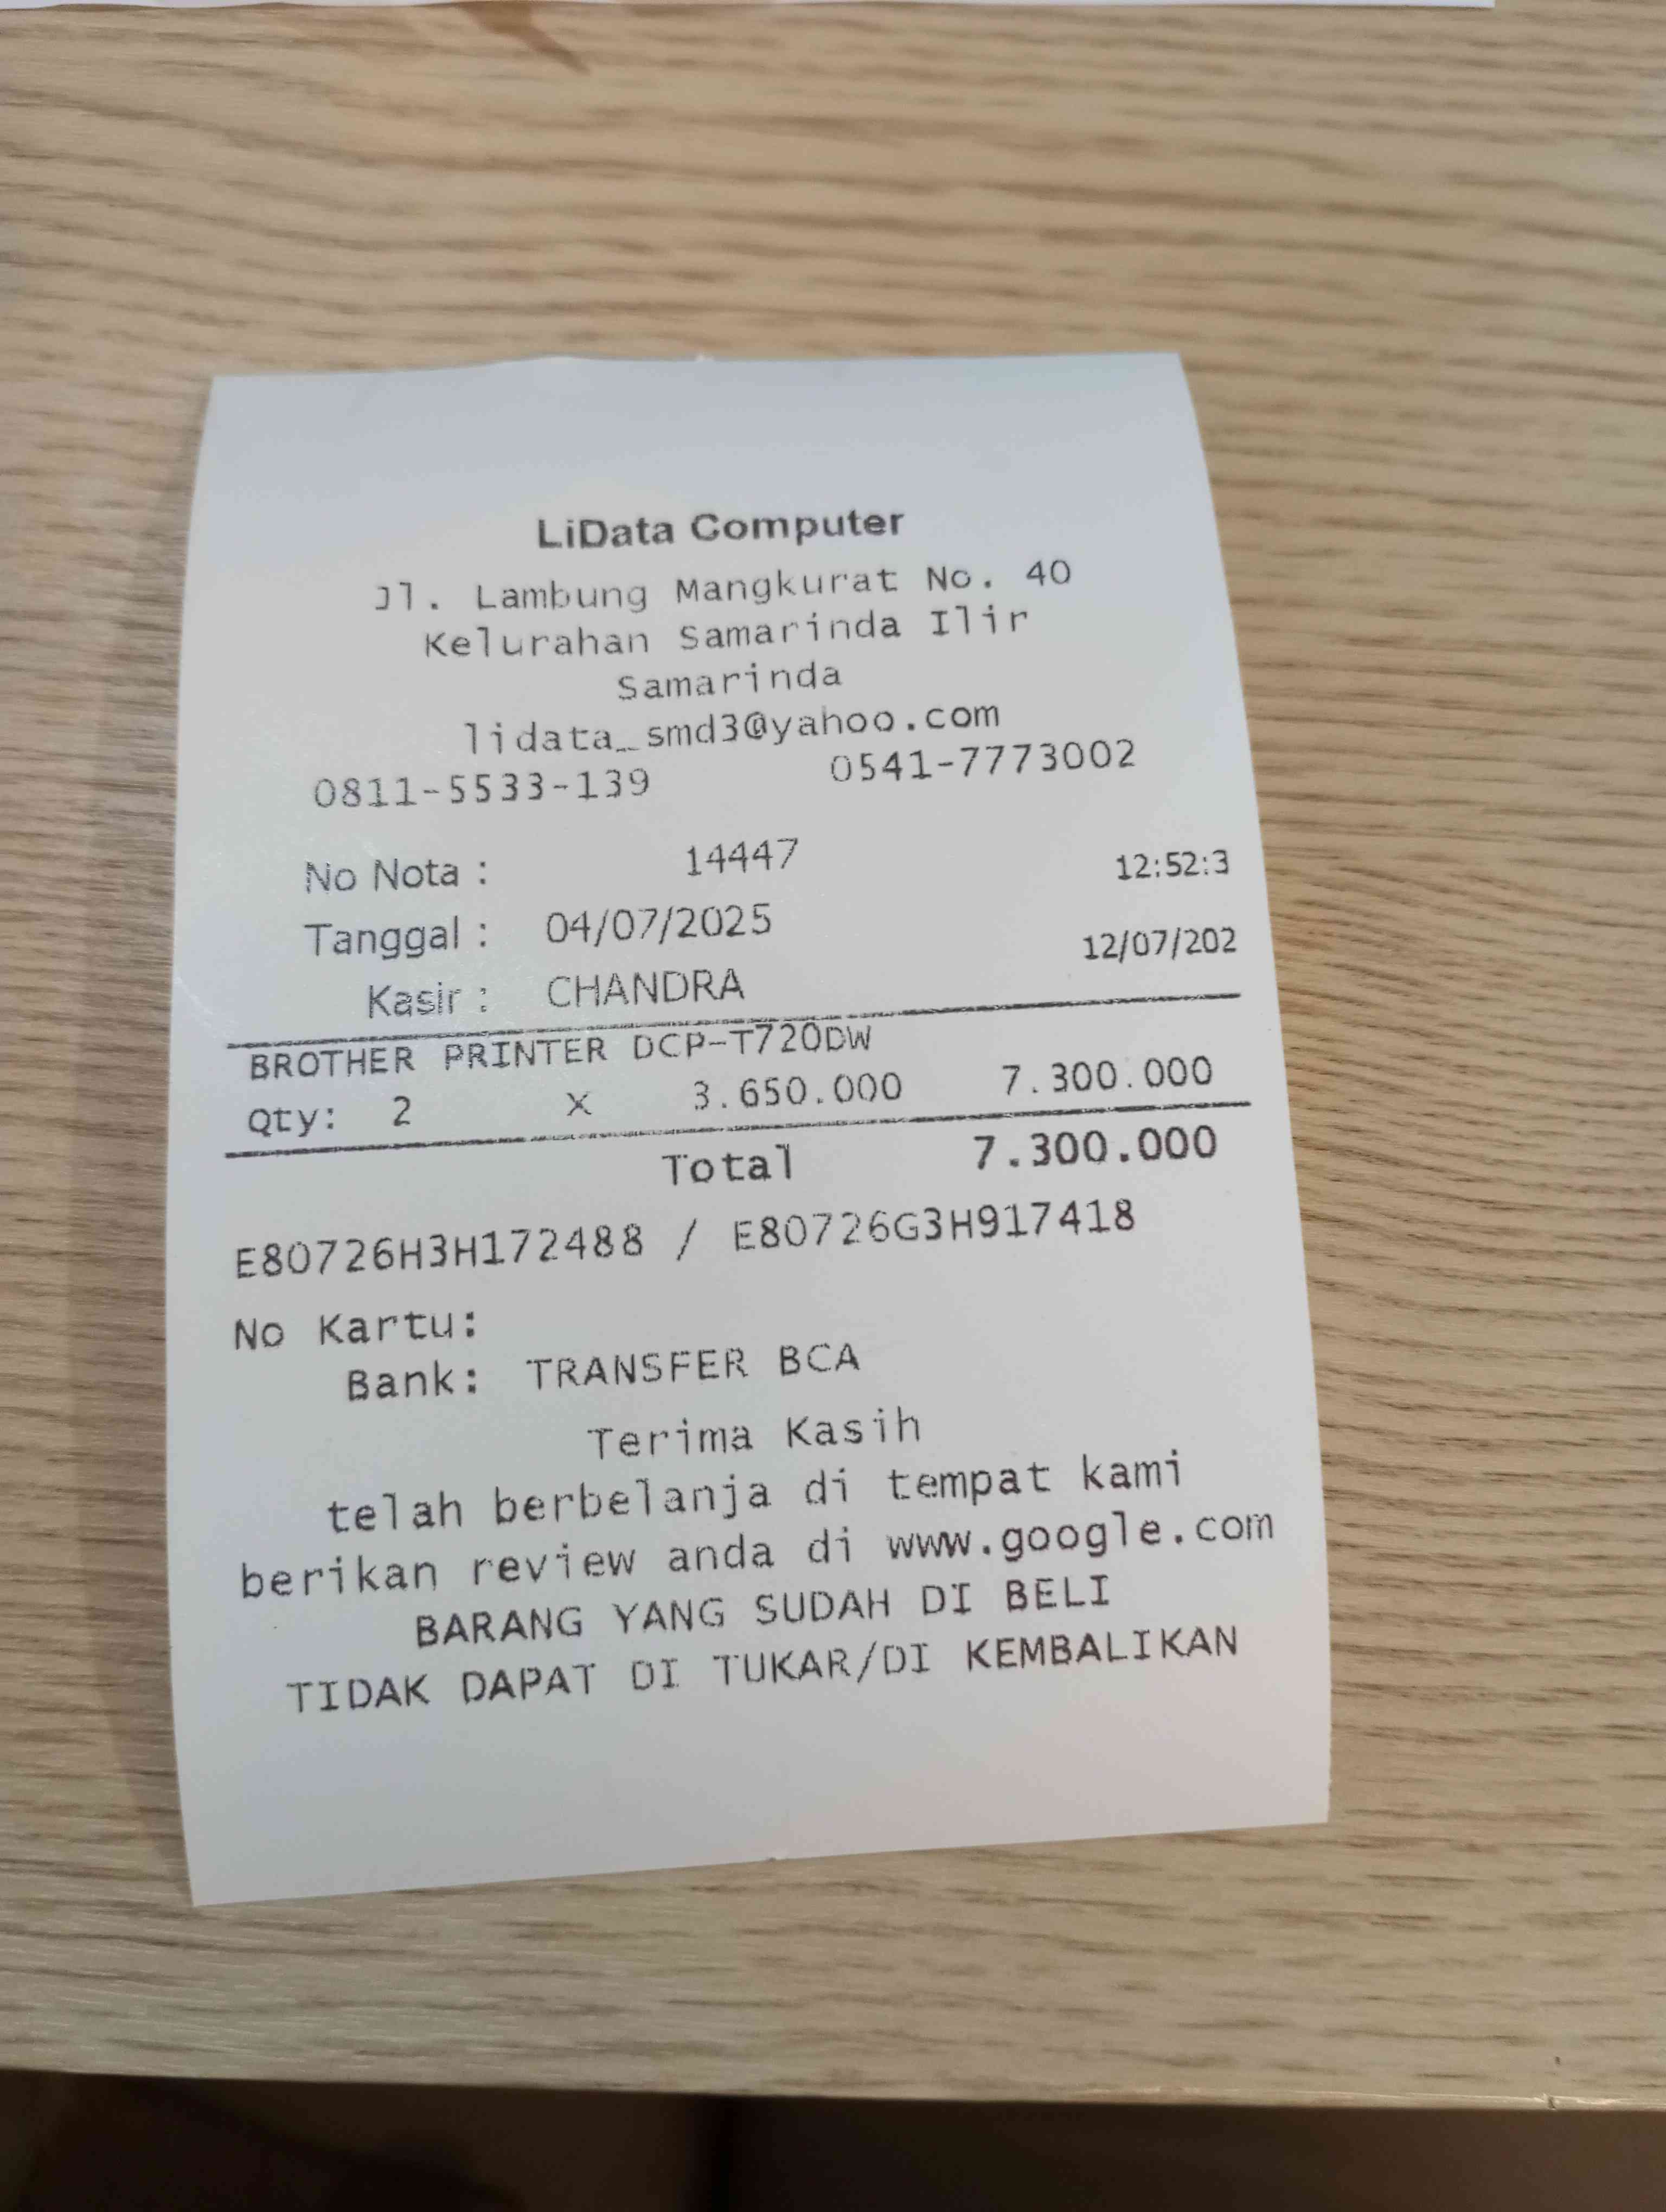 LiData Computer
Jl. Lambung Mangkurat No. 40
Kelurahan Samarinda Ilir
Samarinda
lidata_smd3@yahoo.com
0811-5533-139 0541-7773002
No Nota : 14447 12:52:3
Tanggal : 04/07/2025 12/07/202
Kasir : CHANDRA
BROTHER PRINTER DCP-T720DW
Qty: 2 X 3.650.000 7.300.000
Total 7.300.000
E80726H3H172488 / E80726G3H917418
No Kartu:
Bank: TRANSFER BCA
Terima Kasih
telah berbelanja di tempat kami
berikan review anda di www.google.com
BARANG YANG SUDAH DI BELI
TIDAK DAPAT DI TUKAR/DI KEMBALIKAN